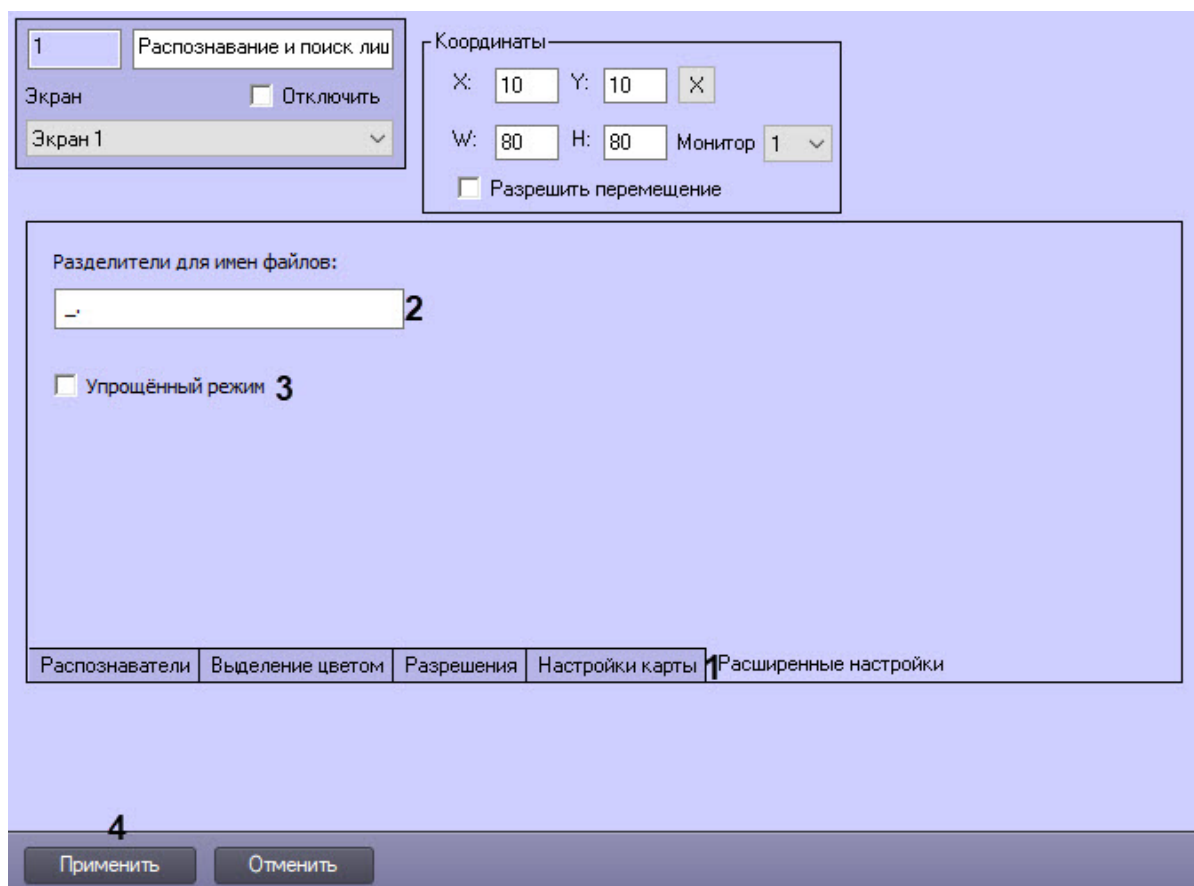 1 Распознавание и поиск лиц
Экран Отключить
Экран 1
Координаты
X: 10 Y: 10 X
W: 80 H: 80 Монитор 1
Разрешить перемещение
Разделители для имен файлов:
_. 2
Упрощённый режим 3
Распознаватели Выделение цветом Разрешения Настройки карты 1 Расширенные настройки
4
Применить Отменить